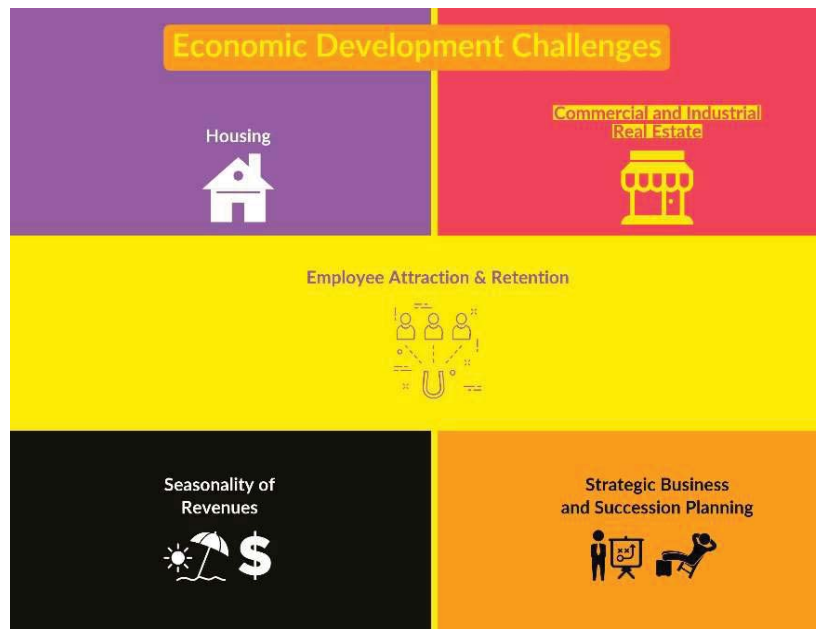 Economic Development Challenges
Housing
Commercial and Industrial
Real Estate
Employee Attraction & Retention
Seasonality of
Revenues
$
Strategic Business
and Succession Planning